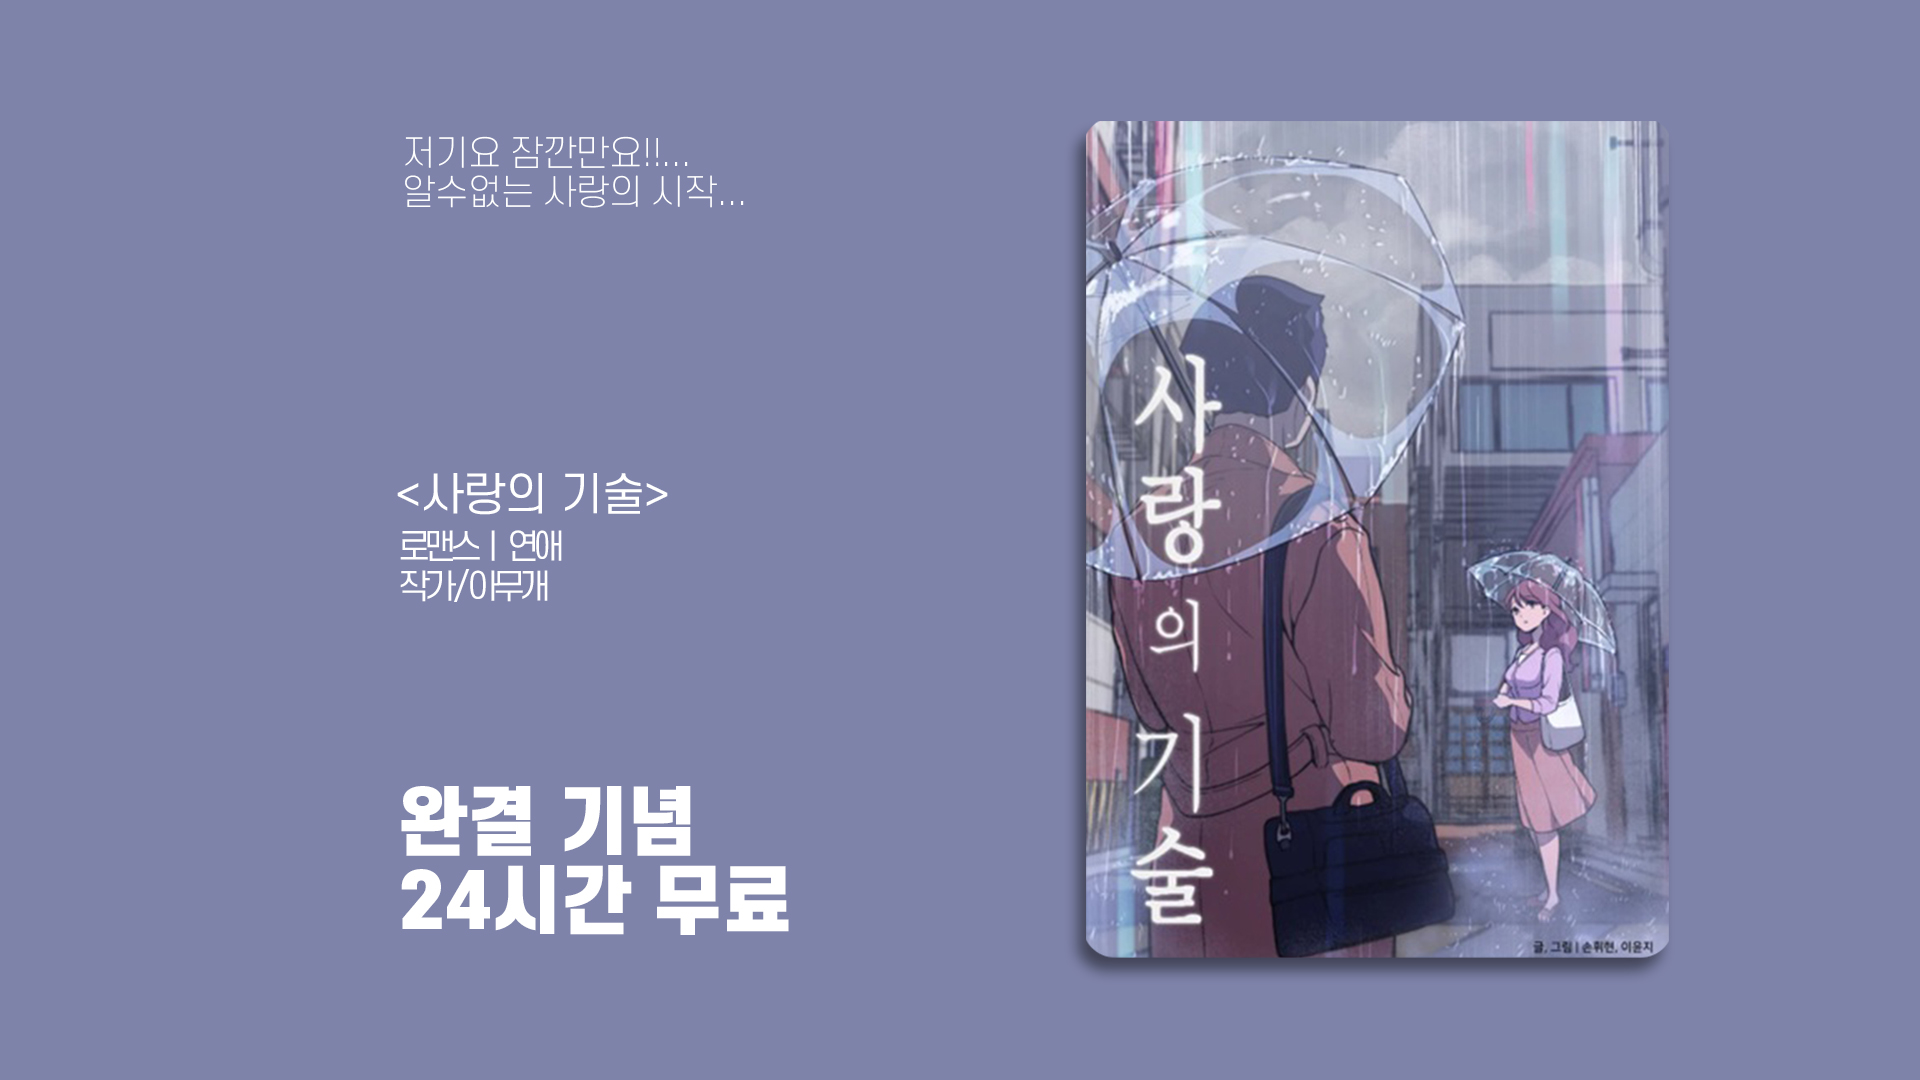 저기요 잠깐만요!!...
알수없는 사랑의 시작...
<사랑의 기술>
로맨스 | 연애
작가/아무개
완결 기념
24시간 무료
사랑의 기술
글, 그림 | 손휘현, 이윤지